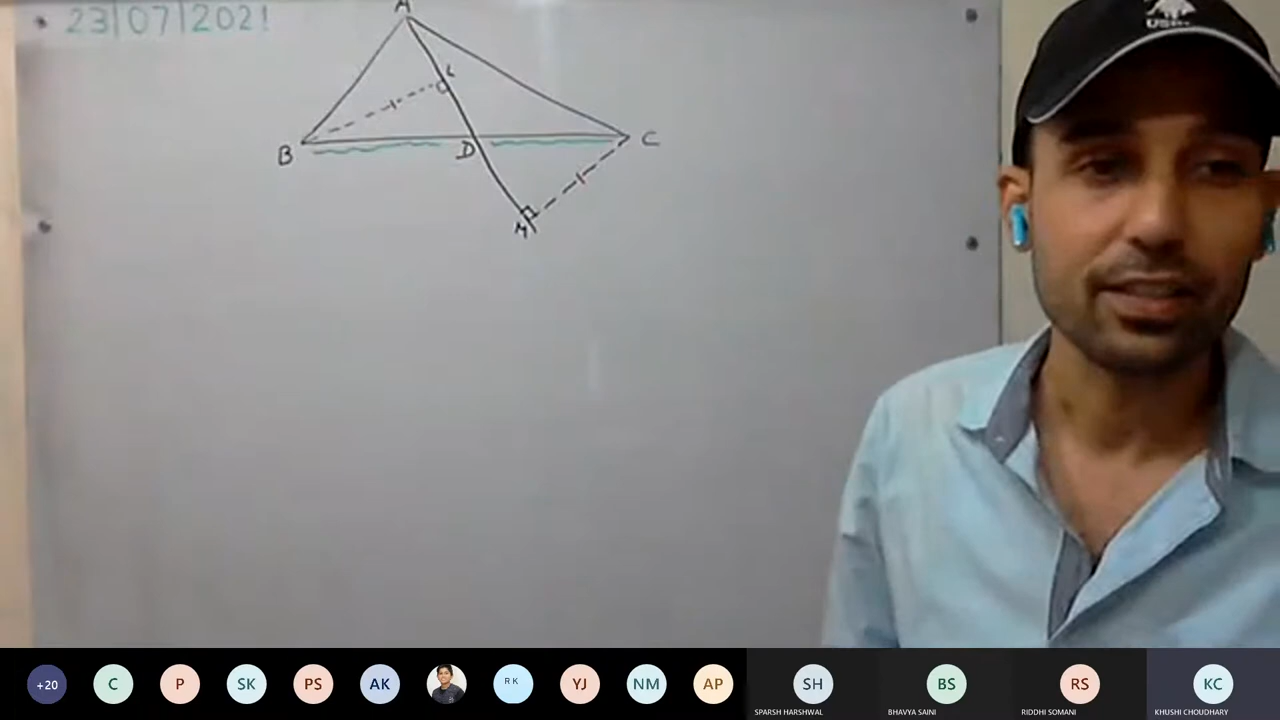 23|07|2021
A
L
B
D
C
M
+20
C
P
SK
PS
AK
R K
YJ
NM
AP
SH
BS
RS
KC
SPARSH HARSHWAL
BHAVYA SAINI
RIDDHI SOMANI
KHUSHI CHOUDHARY